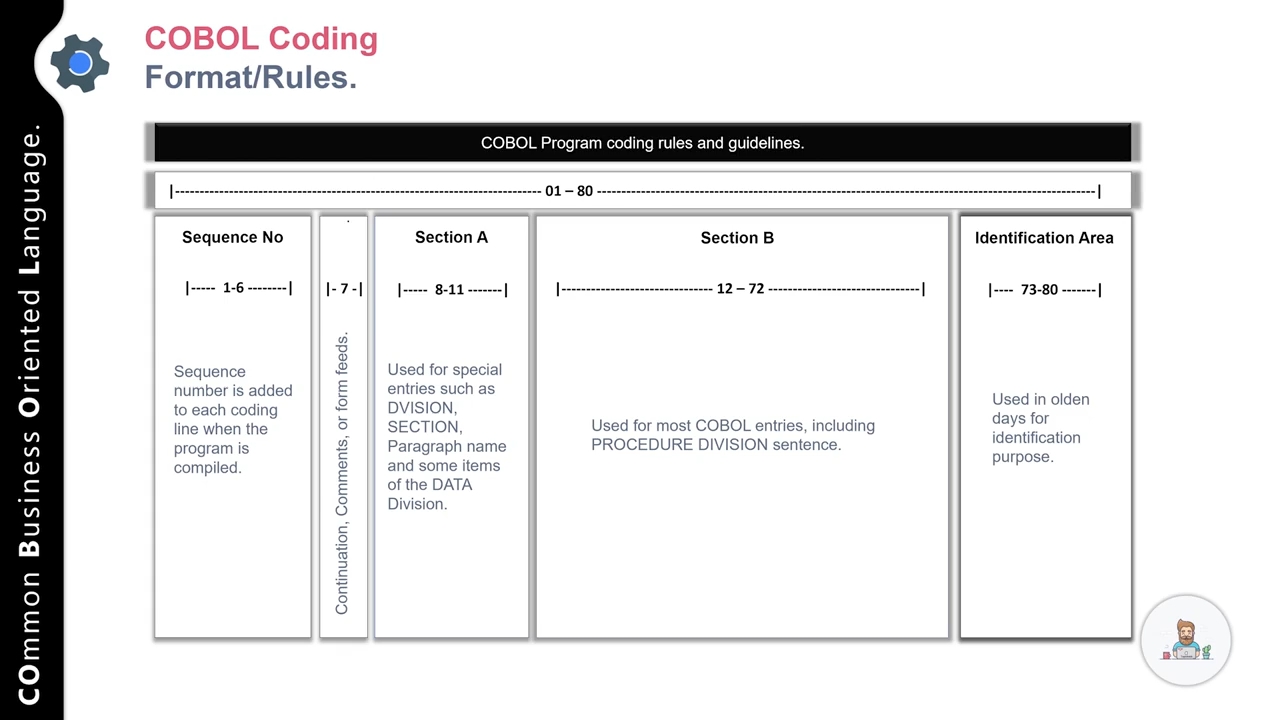 COBOL Coding
Format/Rules.
COmmon Business Oriented Language.
COBOL Program coding rules and guidelines.
|---------------------------------------- 01 – 80 ----------------------------------------|
Sequence No
|----- 1-6 --------|
Sequence
number is added
to each coding
line when the
program is
compiled.
|- 7 -|
Continuation, Comments, or form feeds.
Section A
|----- 8-11 -------|
Used for special
entries such as
DVISION,
SECTION,
Paragraph name
and some items
of the DATA
Division.
Section B
|-------------------------------- 12 – 72 -------------------------------|
Used for most COBOL entries, including
PROCEDURE DIVISION sentence.
Identification Area
|---- 73-80 -------|
Used in olden
days for
identification
purpose.